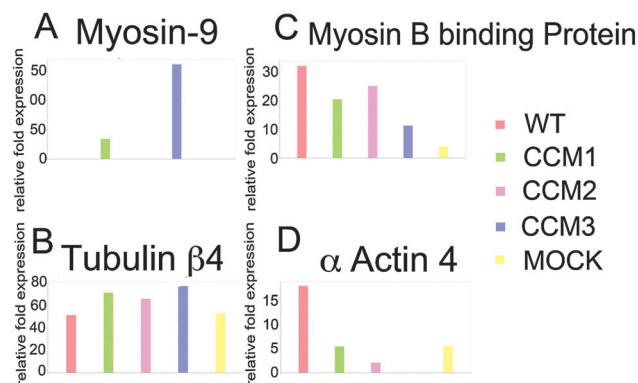 A Myosin-9
relative fold expression
50
00
50
0
C Myosin B binding Protein
relative fold expression
30
20
10
0
B Tubulin β4
relative fold expression
80
60
40
20
0
D α Actin 4
relative fold expression
15
10
5
0
WT
CCM1
CCM2
CCM3
MOCK